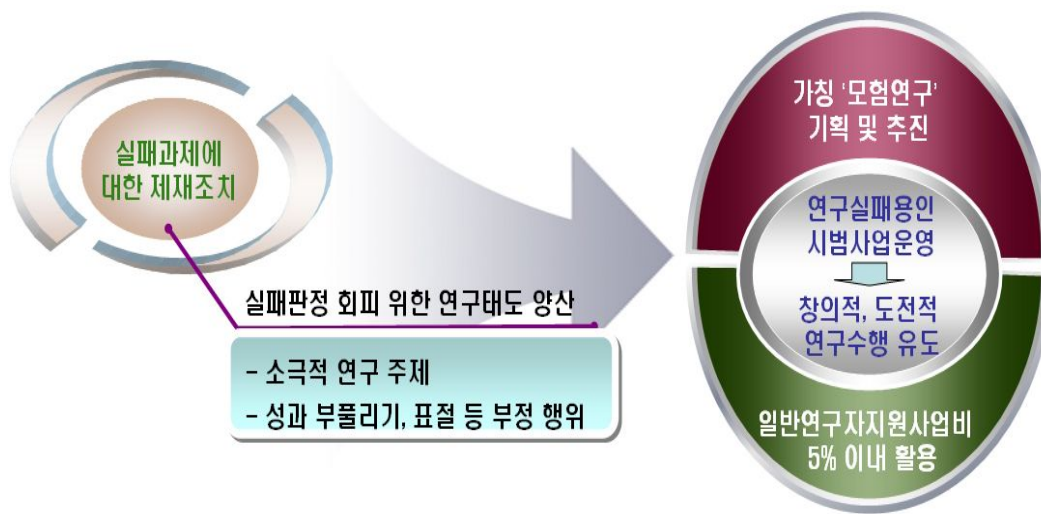 실패과제에
대한 제재조치
실패판정 회피 위한 연구태도 양산
- 소극적 연구 주제
- 성과 부풀리기, 표절 등 부정 행위
가칭 ‘모험연구’
기획 및 추진
연구실패용인
시범사업운영
창의적, 도전적
연구수행 유도
일반연구자지원사업비
5% 이내 활용